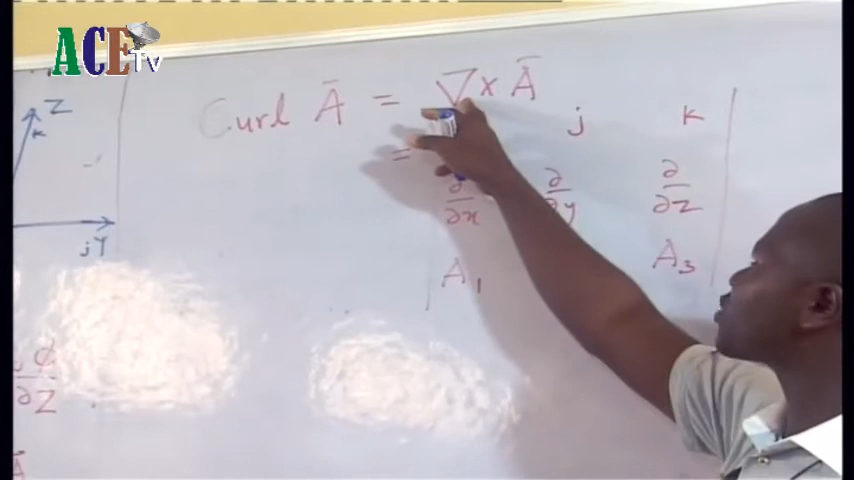 ACE TV
Z
k
jY
Curl Ā = ∇ x Ā
= j k
∂/∂x ∂/∂y ∂/∂z
A₁ A₃
∂φ/∂z
Ā